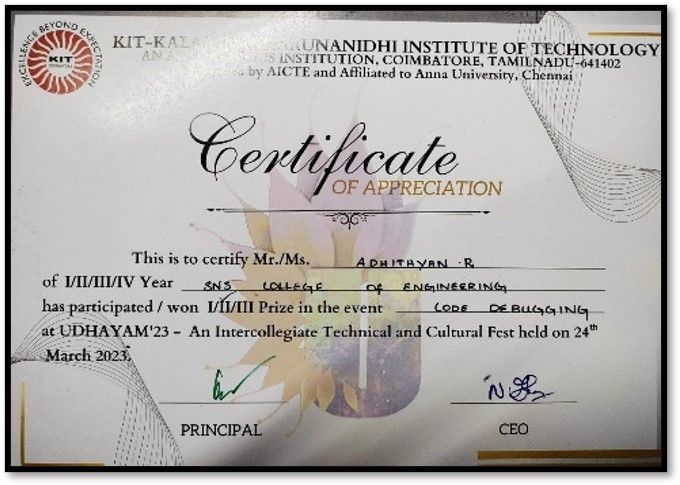 EXCELLENCE BEYOND EXPECTATION
KIT
KIT-KALAIGNARKARUNANIDHI INSTITUTE OF TECHNOLOGY
INSTITUTION, COIMBATORE, TAMILNADU-641402
by AICTE and Affiliated to Anna University, Chennai
Certificate
OF APPRECIATION
This is to certify Mr./Ms. ADHITHYAN R
of I/II/III/IV Year SNS COLLEGE OF ENGINEERING
has participated / won I/II/III Prize in the event CODE DEBUGGING
at UDHAYAM'23 - An Intercollegiate Technical and Cultural Fest held on 24th
March 2023.
PRINCIPAL
CEO